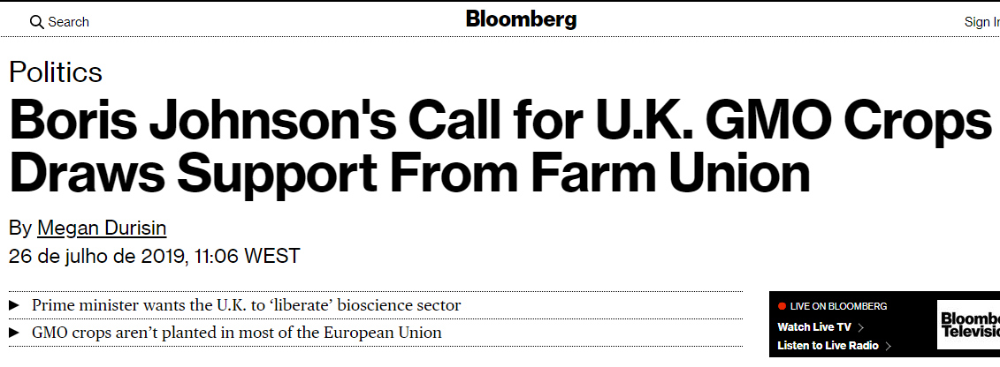 Search
Bloomberg
Sign In
Politics
Boris Johnson's Call for U.K. GMO Crops
Draws Support From Farm Union
By Megan Durisin
26 de julho de 2019, 11:06 WEST
► Prime minister wants the U.K. to ‘liberate’ bioscience sector
► GMO crops aren’t planted in most of the European Union
LIVE ON BLOOMBERG
Watch Live TV >
Listen to Live Radio >
Bloombe
Televisio